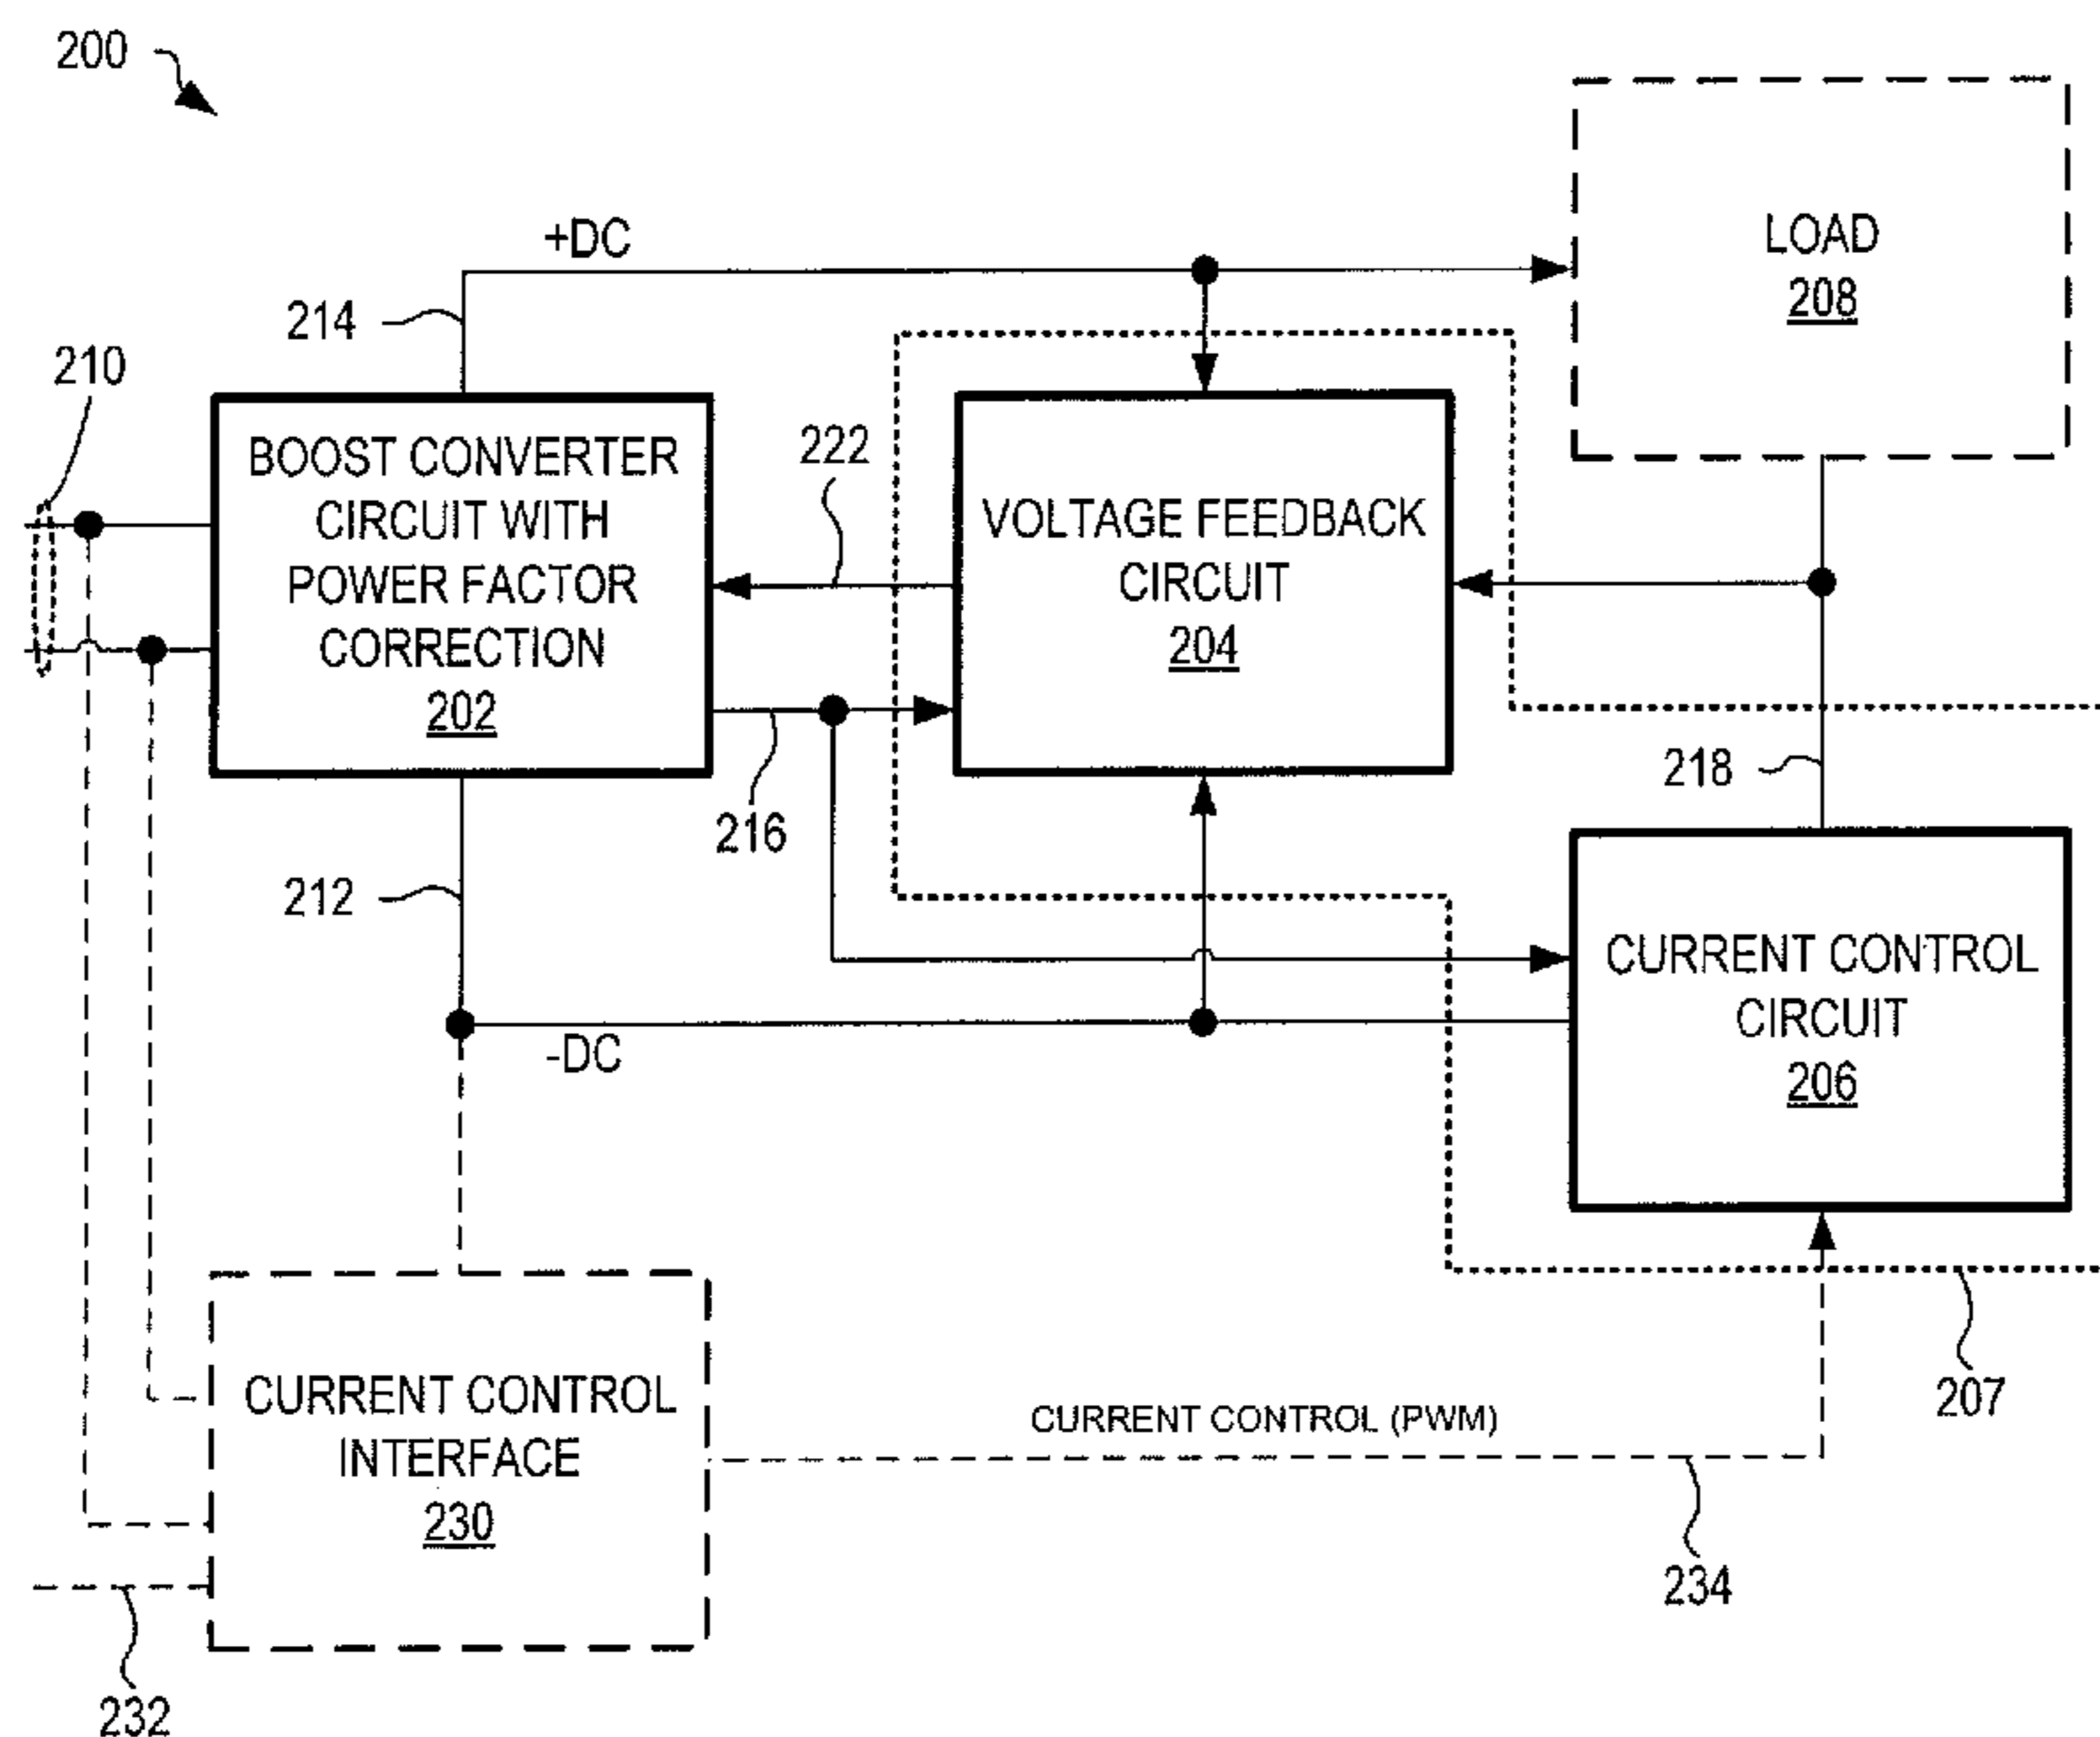 200
+DC
LOAD
208
214
210
BOOST CONVERTER
CIRCUIT WITH
POWER FACTOR
CORRECTION
202
222
VOLTAGE FEEDBACK
CIRCUIT
204
216
218
212
-DC
CURRENT CONTROL
CIRCUIT
206
207
CURRENT CONTROL
INTERFACE
230
CURRENT CONTROL (PWM)
234
232